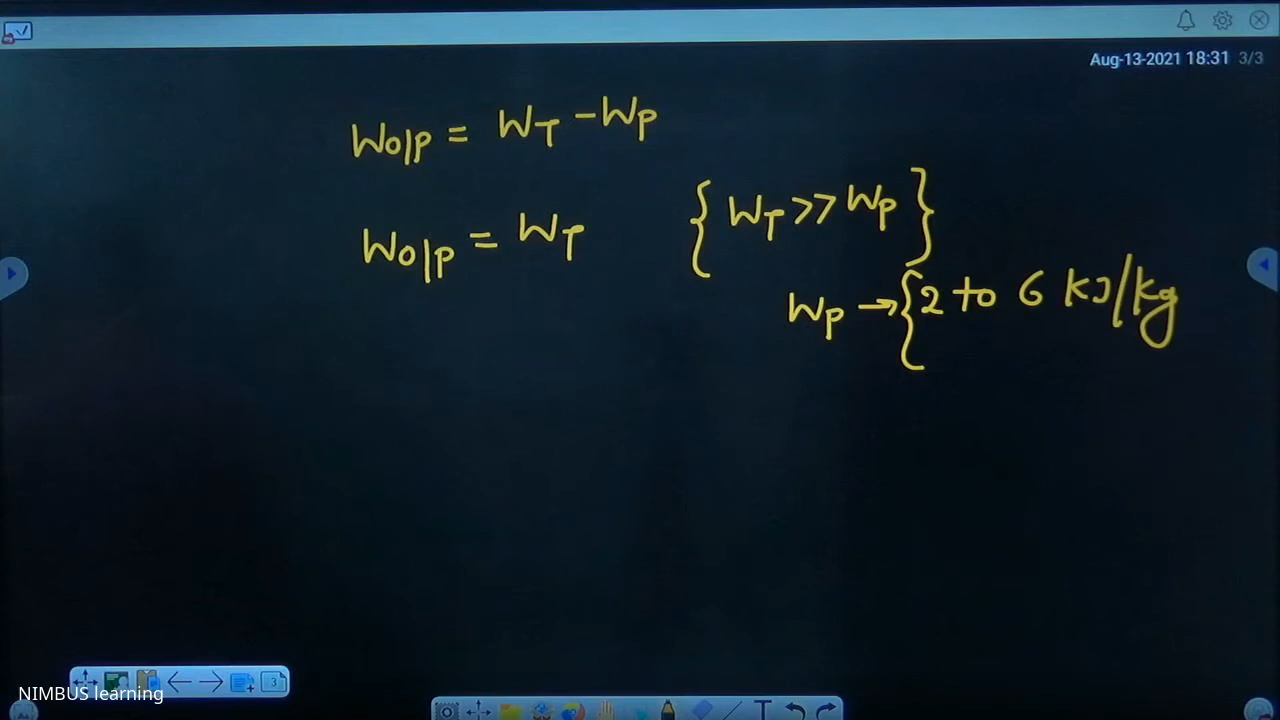 Aug-13-2021 18:31 3/3
WO/P = WT - WP
WO/P = WT { WT >> WP }
WP → { 2 to 6 KJ/Kg
3
T
NIMBUS learning